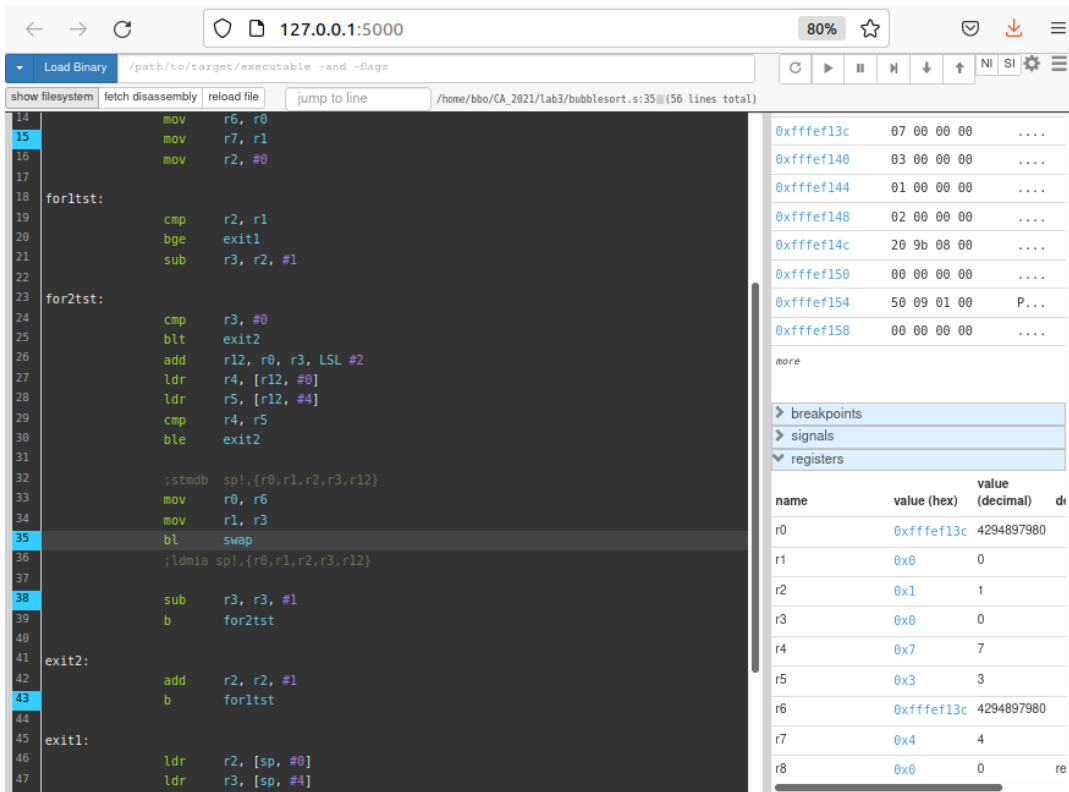 127.0.0.1:5000 80%
Load Binary /path/to/target/executable -and -flags NI SI
show filesystem fetch disassembly reload file jump to line /home/bbo/CA_2021/lab3/bubblesort.s:35 (56 lines total)
14 mov r6, r0
15 mov r7, r1
16 mov r2, #0
17
18 for1tst:
19 cmp r2, r1
20 bge exit1
21 sub r3, r2, #1
22
23 for2tst:
24 cmp r3, #0
25 blt exit2
26 add r12, r0, r3, LSL #2
27 ldr r4, [r12, #0]
28 ldr r5, [r12, #4]
29 cmp r4, r5
30 ble exit2
31
32 ;stmdb sp!,{r0,r1,r2,r3,r12}
33 mov r0, r6
34 mov r1, r3
35 bl swap
36 ;ldmia sp!,{r0,r1,r2,r3,r12}
37
38 sub r3, r3, #1
39 b for2tst
40
41 exit2:
42 add r2, r2, #1
43 b for1tst
44
45 exit1:
46 ldr r2, [sp, #0]
47 ldr r3, [sp, #4]
0xfffef13c 07 00 00 00 ....
0xfffef140 03 00 00 00 ....
0xfffef144 01 00 00 00 ....
0xfffef148 02 00 00 00 ....
0xfffef14c 20 9b 08 00 ....
0xfffef150 00 00 00 00 ....
0xfffef154 50 09 01 00 P...
0xfffef158 00 00 00 00 ....
more
breakpoints
signals
registers
name value (hex) value (decimal) de
r0 0xfffef13c 4294897980
r1 0x0 0
r2 0x1 1
r3 0x0 0
r4 0x7 7
r5 0x3 3
r6 0xfffef13c 4294897980
r7 0x4 4
r8 0x0 0 re